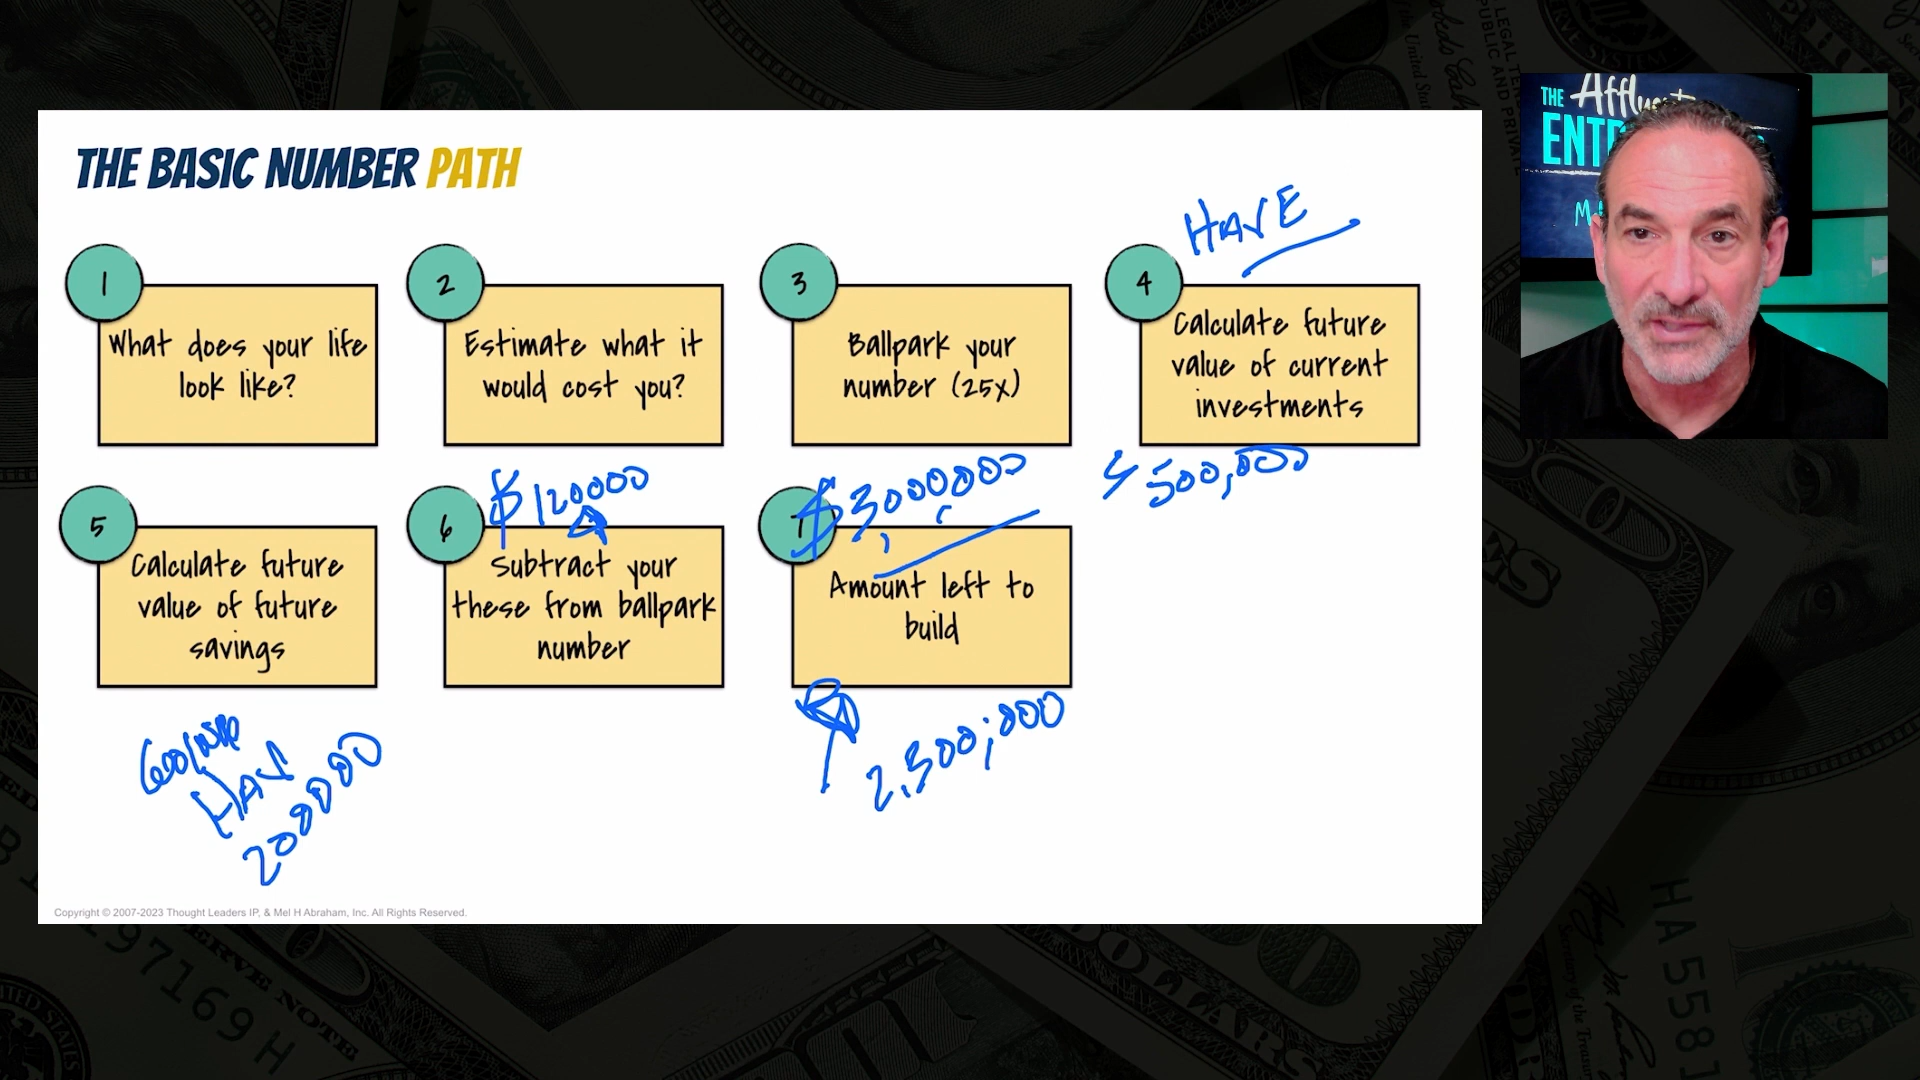 THE BASIC NUMBER PATH
HAVE
1
What does your life
look like?
2
Estimate what it
would cost you?
$120000
3
Ballpark your
number (25x)
$3000000
4
Calculate future
value of current
investments
$500,000
5
Calculate future
value of future
savings
HAV
200000
6
Subtract your
these from ballpark
number
7
Amount left to
build
2,300,000
Copyright © 2007-2023 Thought Leaders IP, & Mel H Abraham, Inc. All Rights Reserved.
THE Affluent